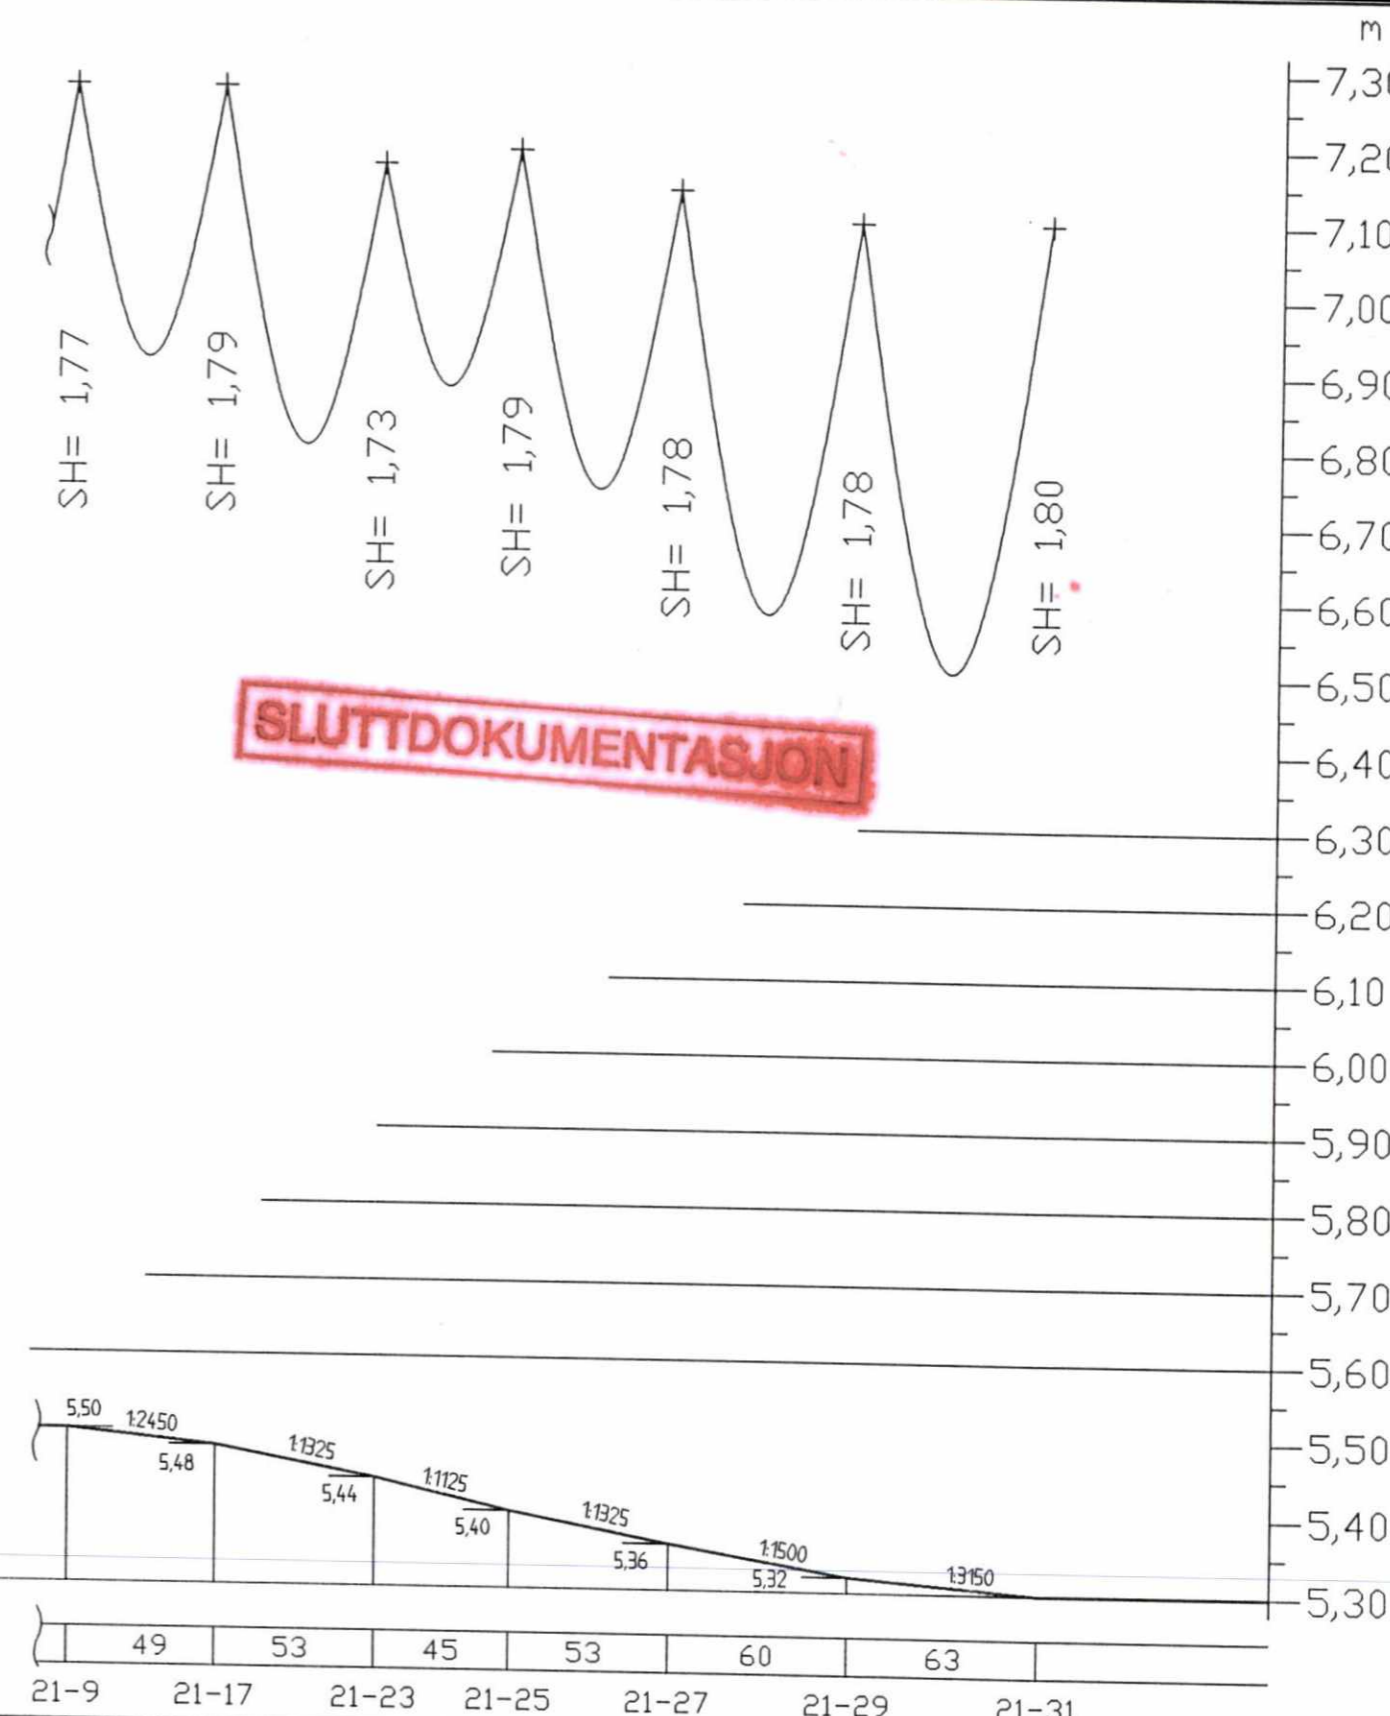 m
7,30
7,20
7,10
7,00
6,90
6,80
6,70
6,60
6,50
6,40
6,30
6,20
6,10
6,00
5,90
5,80
5,70
5,60
5,50
5,40
5,30
SH= 1,77
SH= 1,79
SH= 1,73
SH= 1,79
SH= 1,78
SH= 1,78
SH= 1,80
SLUTTDOKUMENTASJON
5,50 1:2450 1:1325 1:1125 1:1325 1:1500 1:3150
5,48 5,44 5,40 5,36 5,32
49 53 45 53 60 63
21-9 21-17 21-23 21-25 21-27 21-29 21-31